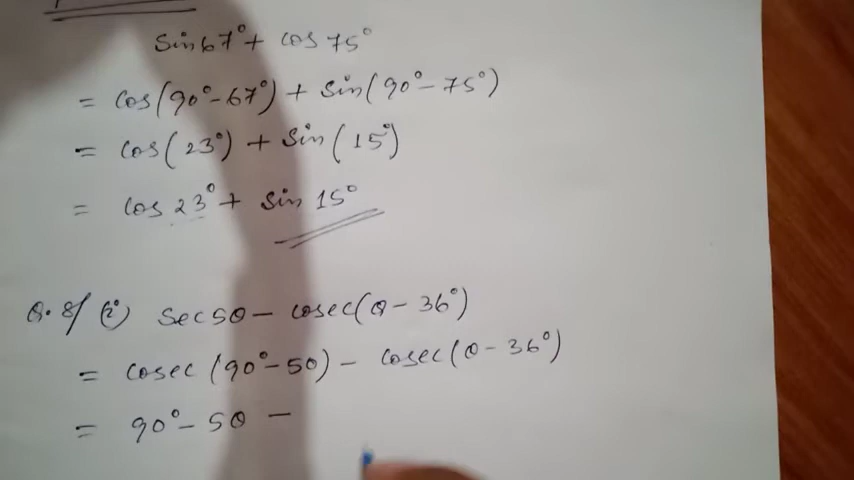 sin 67° + cos 75°
= cos(90°-67°) + sin(90°-75°)
= cos(23°) + sin(15°)
= cos 23° + sin 15°
Q.8/ (i) sec 5θ - cosec(θ - 36°)
= cosec (90° - 5θ) - cosec(θ - 36°)
= 90° - 5θ -